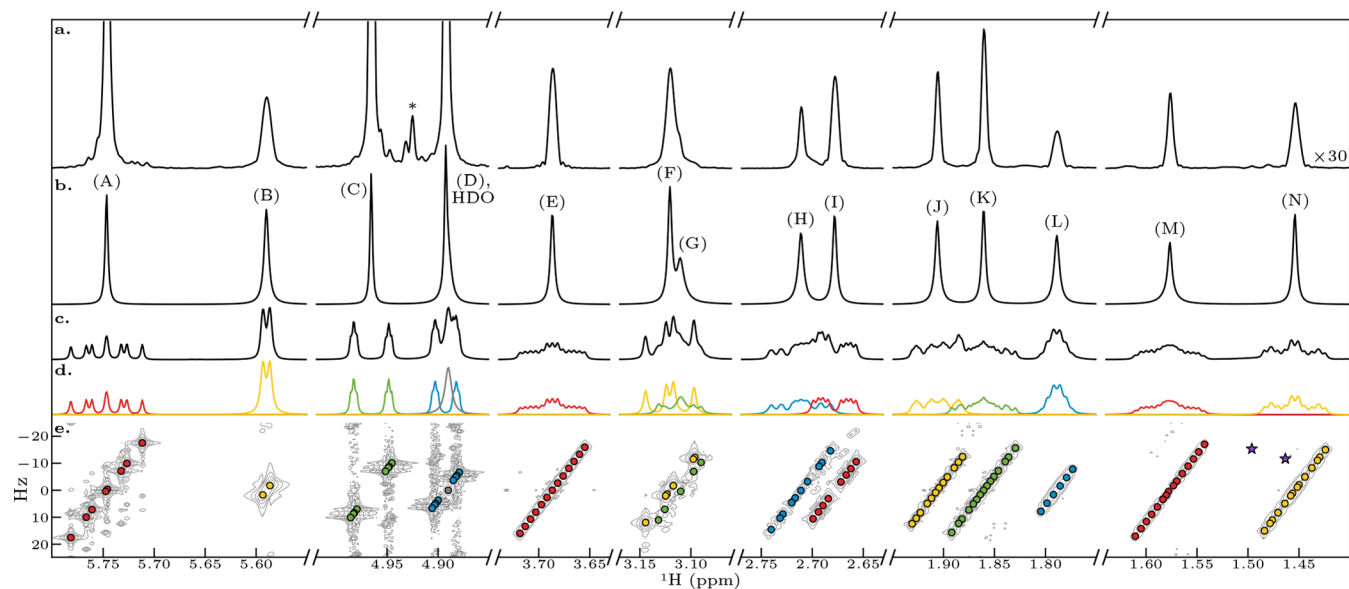 a.
*
×30
b.
(A)
(B)
(C)
(D),
HDO
(E)
(F)
(G)
(H)
(I)
(J)
(K)
(L)
(M)
(N)
c.
d.
e.
−20
−10
0
10
20
Hz
5.75 5.70 5.60 4.95 4.90 3.70 3.65 3.15 3.10 2.75 2.70 2.65 1.90 1.85 1.80 1.60 1.55 1.50 1.45
¹H (ppm)